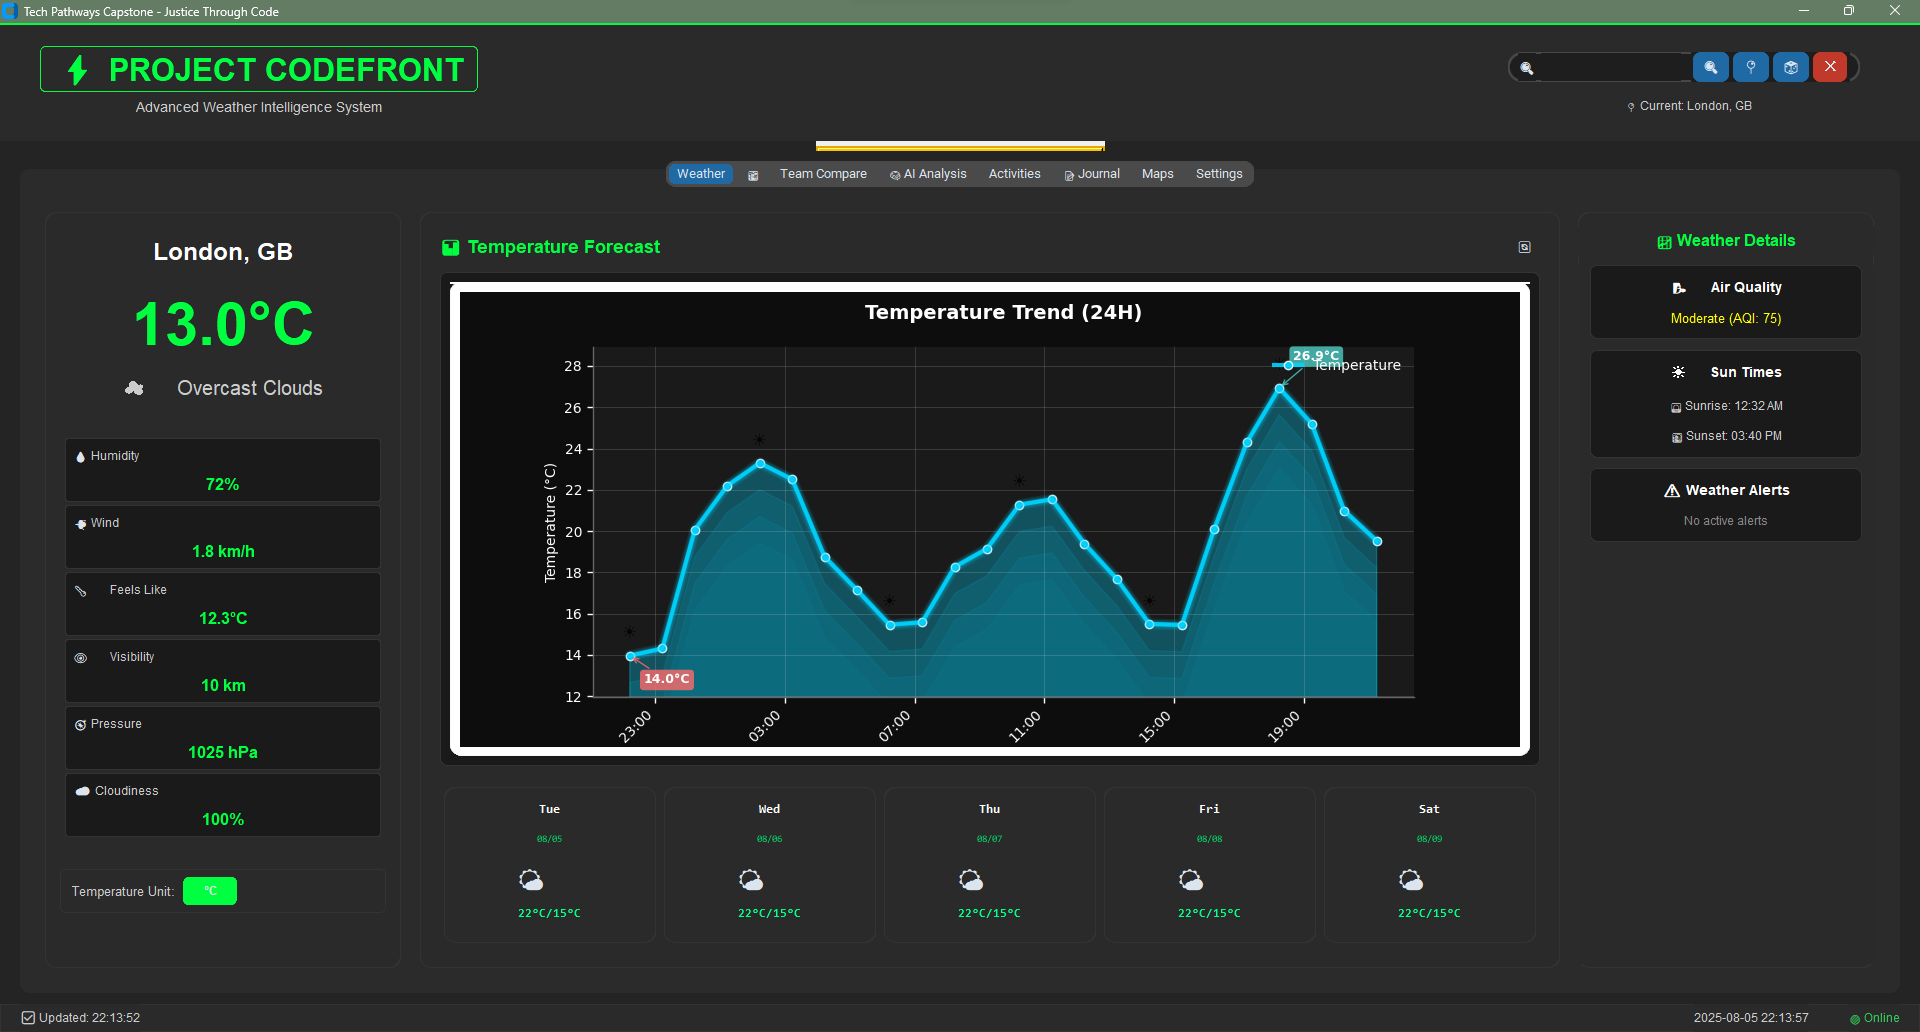 Tech Pathways Capstone - Justice Through Code
PROJECT CODEFRONT
Advanced Weather Intelligence System
Current: London, GB
Weather
Team Compare
AI Analysis
Activities
Journal
Maps
Settings
London, GB
13.0°C
Overcast Clouds
Humidity
72%
Wind
1.8 km/h
Feels Like
12.3°C
Visibility
10 km
Pressure
1025 hPa
Cloudiness
100%
Temperature Unit: °C
Temperature Forecast
Temperature Trend (24H)
26.9°C
Temperature
14.0°C
Temperature (°C)
28
26
24
22
20
18
16
14
12
23:00
03:00
07:00
11:00
15:00
19:00
Tue
08/05
22°C/15°C
Wed
08/06
22°C/15°C
Thu
08/07
22°C/15°C
Fri
08/08
22°C/15°C
Sat
08/09
22°C/15°C
Weather Details
Air Quality
Moderate (AQI: 75)
Sun Times
Sunrise: 12:32 AM
Sunset: 03:40 PM
Weather Alerts
No active alerts
Updated: 22:13:52
2025-08-05 22:13:57
Online